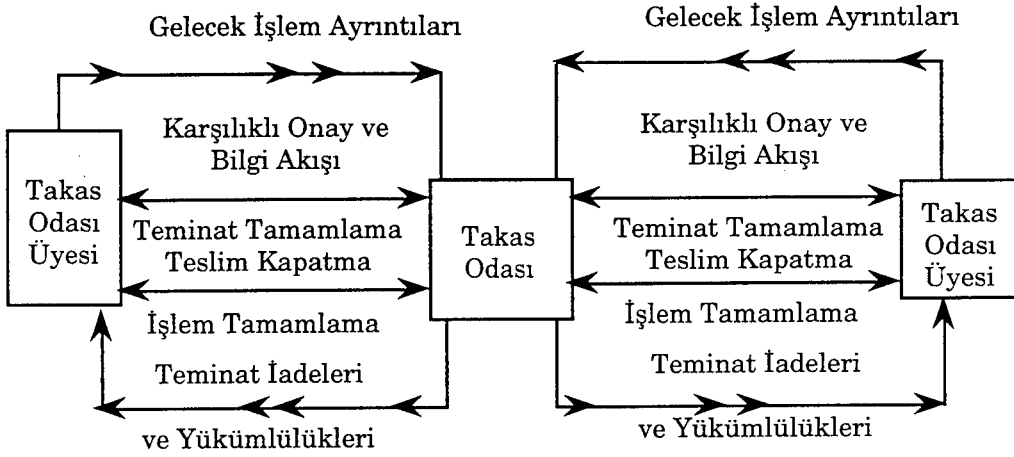 Gelecek İşlem Ayrıntıları
Gelecek İşlem Ayrıntıları
Karşılıklı Onay ve
Bilgi Akışı
Karşılıklı Onay ve
Bilgi Akışı
Takas
Odası
Üyesi
Teminat Tamamlama
Teslim Kapatma
Takas
Odası
Teminat Tamamlama
Teslim Kapatma
Takas
Odası
Üyesi
İşlem Tamamlama
İşlem Tamamlama
Teminat İadeleri
ve Yükümlülükleri
Teminat İadeleri
ve Yükümlülükleri